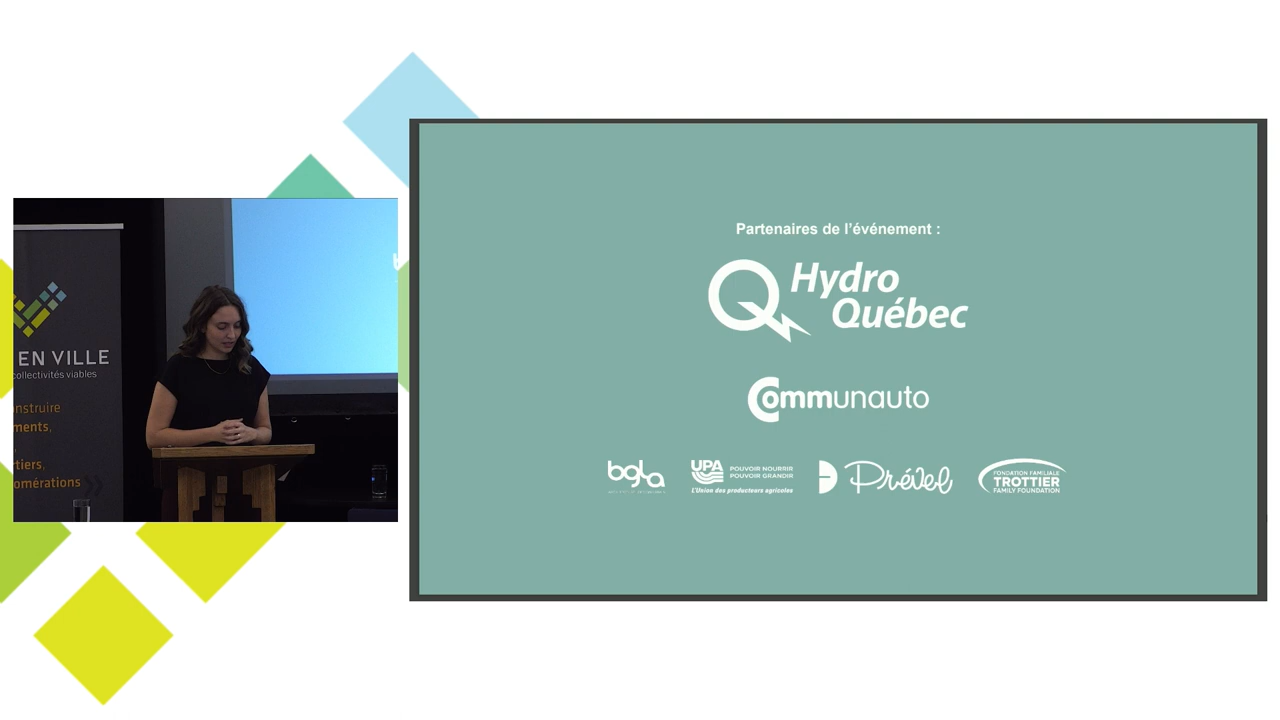 EN VILLE
collectivités viables
nstruire
ments,
rtiers,
omérations
Partenaires de l'événement :
Hydro
Québec
Communauto
bgla
UPA
POUVOIR NOURRIR
POUVOIR GRANDIR
L'Union des producteurs agricoles
Prével
FONDATION FAMILIALE
TROTTIER
FAMILY FOUNDATION